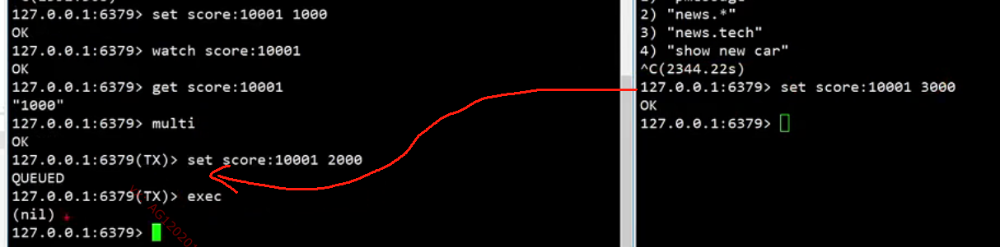 127.0.0.1:6379> set score:10001 1000
OK
127.0.0.1:6379> watch score:10001
OK
127.0.0.1:6379> get score:10001
"1000"
127.0.0.1:6379> multi
OK
127.0.0.1:6379(TX)> set score:10001 2000
QUEUED
127.0.0.1:6379(TX)> exec
(nil)
127.0.0.1:6379>
2) "news.*"
3) "news.tech"
4) "show new car"
^C(2344.22s)
127.0.0.1:6379> set score:10001 3000
OK
127.0.0.1:6379>